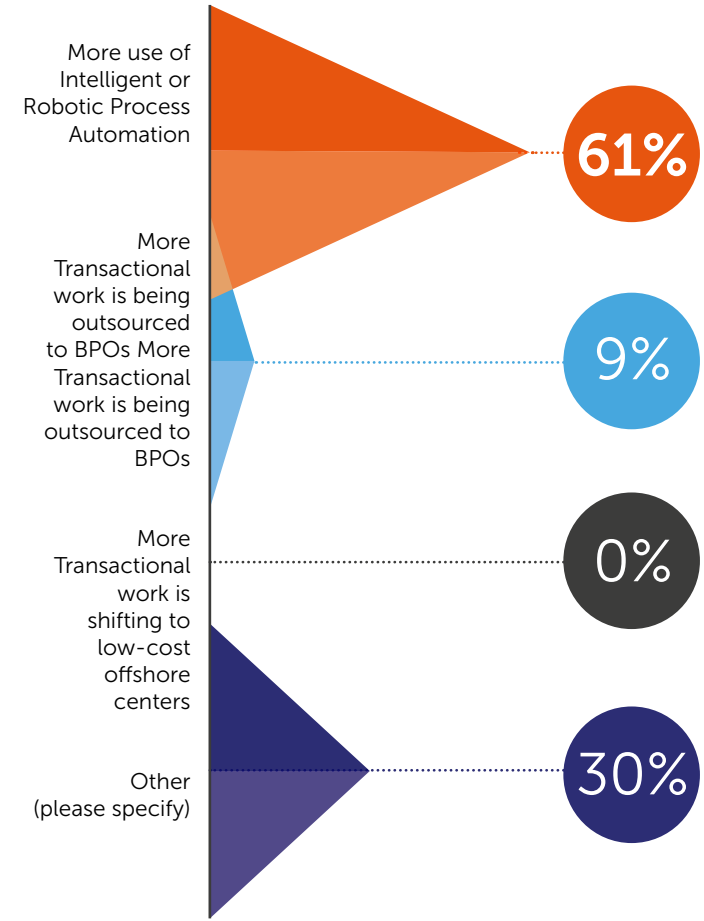 More use of
Intelligent or
Robotic Process
Automation
61%
More
Transactional
work is being
outsourced
to BPOs More
Transactional
work is being
outsourced to
BPOs
9%
More
Transactional
work is
shifting to
low-cost
offshore
centers
0%
Other
(please specify)
30%